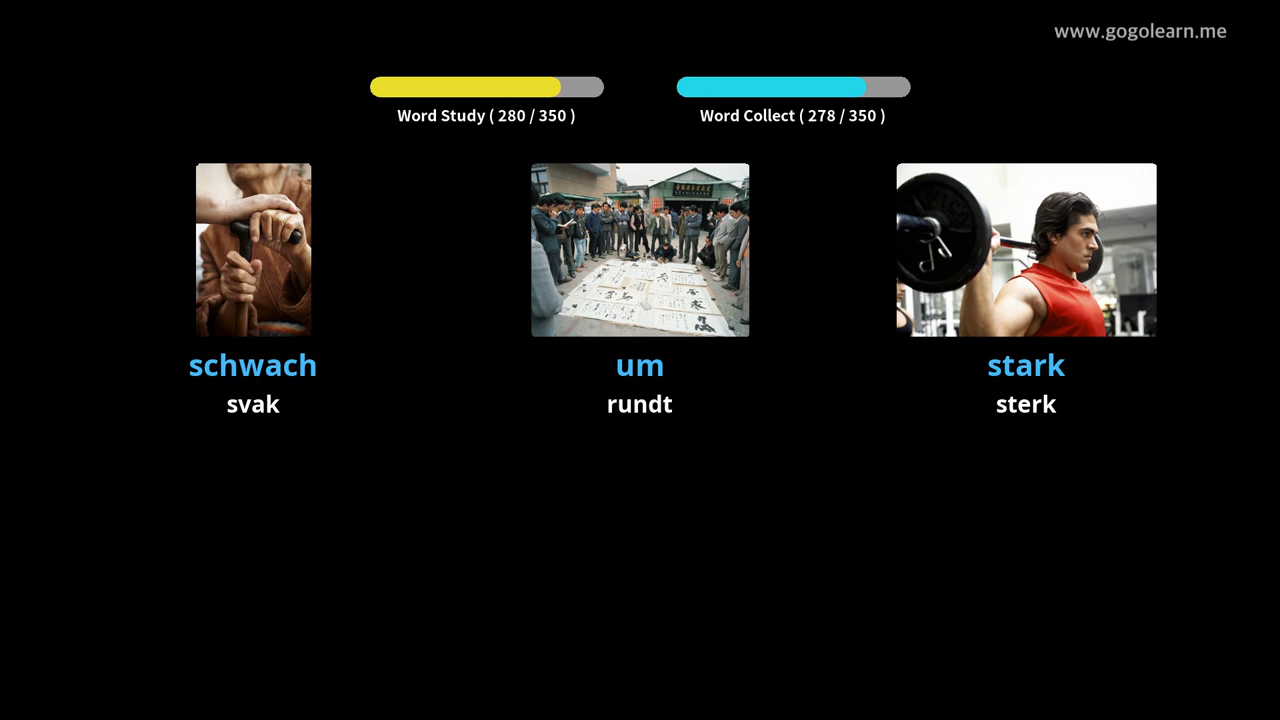 www.gogolearn.me
Word Study ( 280 / 350 )
Word Collect ( 278 / 350 )
schwach
um
stark
svak
rundt
sterk